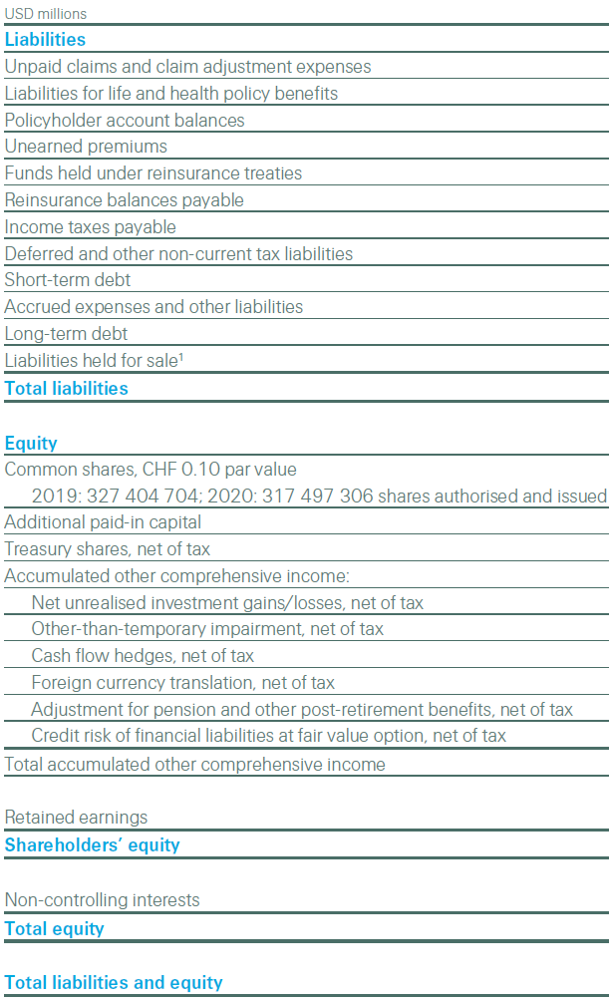 USD millions
Liabilities
Unpaid claims and claim adjustment expenses
Liabilities for life and health policy benefits
Policyholder account balances
Unearned premiums
Funds held under reinsurance treaties
Reinsurance balances payable
Income taxes payable
Deferred and other non-current tax liabilities
Short-term debt
Accrued expenses and other liabilities
Long-term debt
Liabilities held for sale¹
Total liabilities
Equity
Common shares, CHF 0.10 par value
2019: 327 404 704; 2020: 317 497 306 shares authorised and issued
Additional paid-in capital
Treasury shares, net of tax
Accumulated other comprehensive income:
Net unrealised investment gains/losses, net of tax
Other-than-temporary impairment, net of tax
Cash flow hedges, net of tax
Foreign currency translation, net of tax
Adjustment for pension and other post-retirement benefits, net of tax
Credit risk of financial liabilities at fair value option, net of tax
Total accumulated other comprehensive income
Retained earnings
Shareholders’ equity
Non-controlling interests
Total equity
Total liabilities and equity